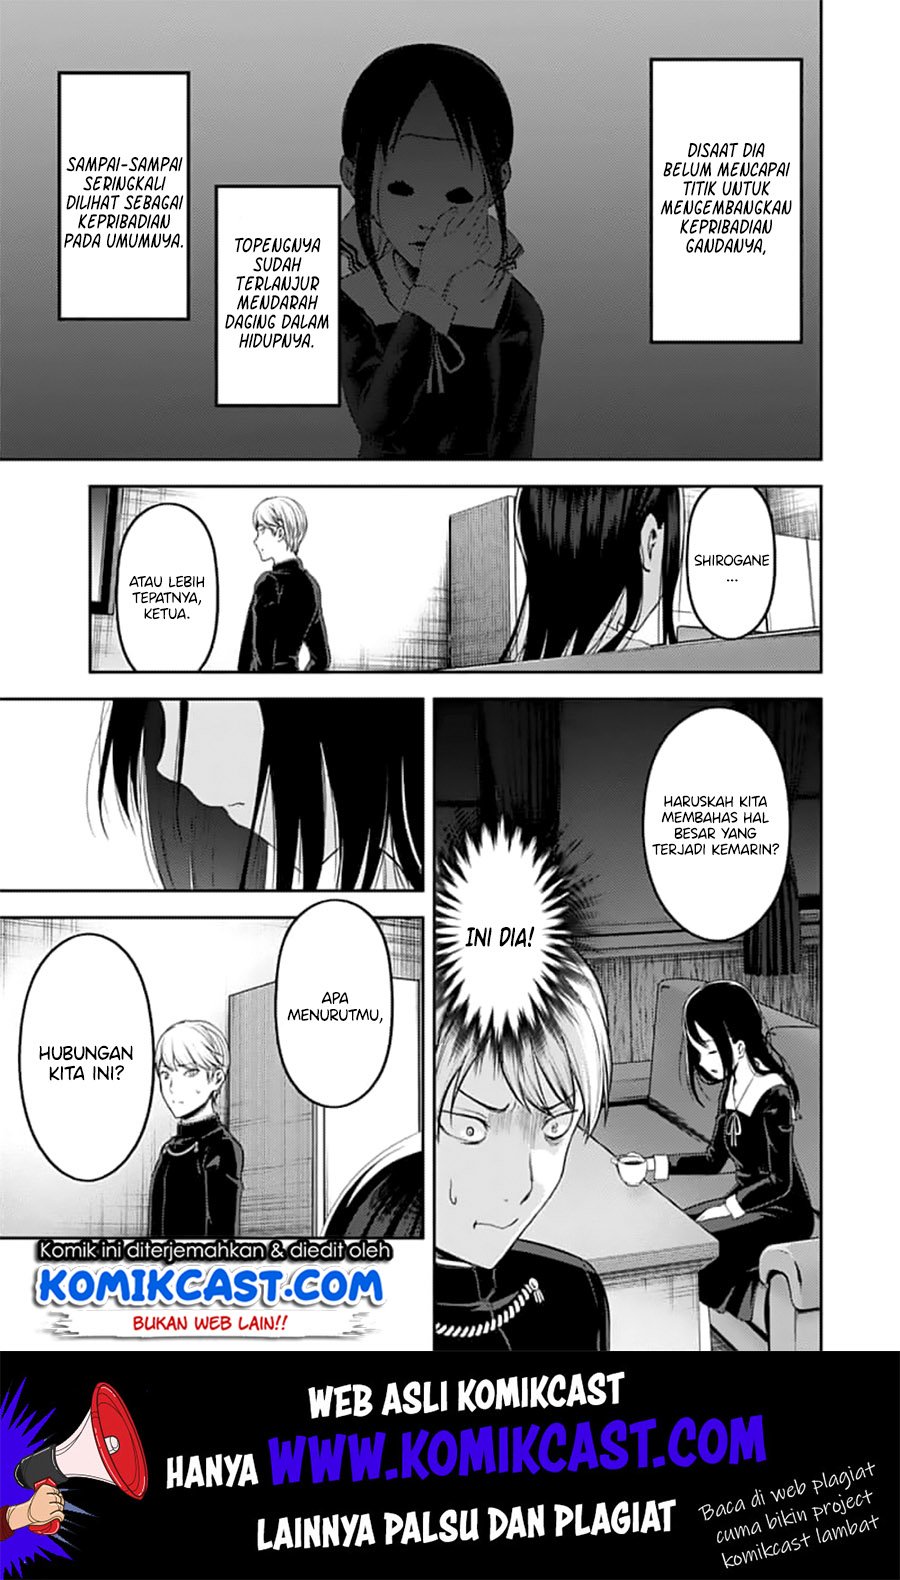 DISAAT DIA
BELUM MENCAPAI
TITIK UNTUK
MENGEMBANGKAN
KEPRIBADIAN
GANDANYA,
TOPENGNYA
SUDAH
TERLANJUR
MENDARAH
DAGING DALAM
HIDUPNYA.
SAMPAI-SAMPAI
SERINGKALI
DILIHAT SEBAGAI
KEPRIBADIAN
PADA UMUMNYA.
SHIROGANE
...
ATAU LEBIH
TEPATNYA,
KETUA.
HARUSKAH KITA
MEMBAHAS HAL
BESAR YANG
TERJADI KEMARIN?
INI DIA!
APA
MENURUTMU,
HUBUNGAN
KITA INI?
Komik ini diterjemahkan & diedit oleh
KOMIKCAST.COM
BUKAN WEB LAIN!!
WEB ASLI KOMIKCAST
HANYA WWW.KOMIKCAST.COM
LAINNYA PALSU DAN PLAGIAT
Baca di web plagiat
cuma bikin project
komikcast lambat